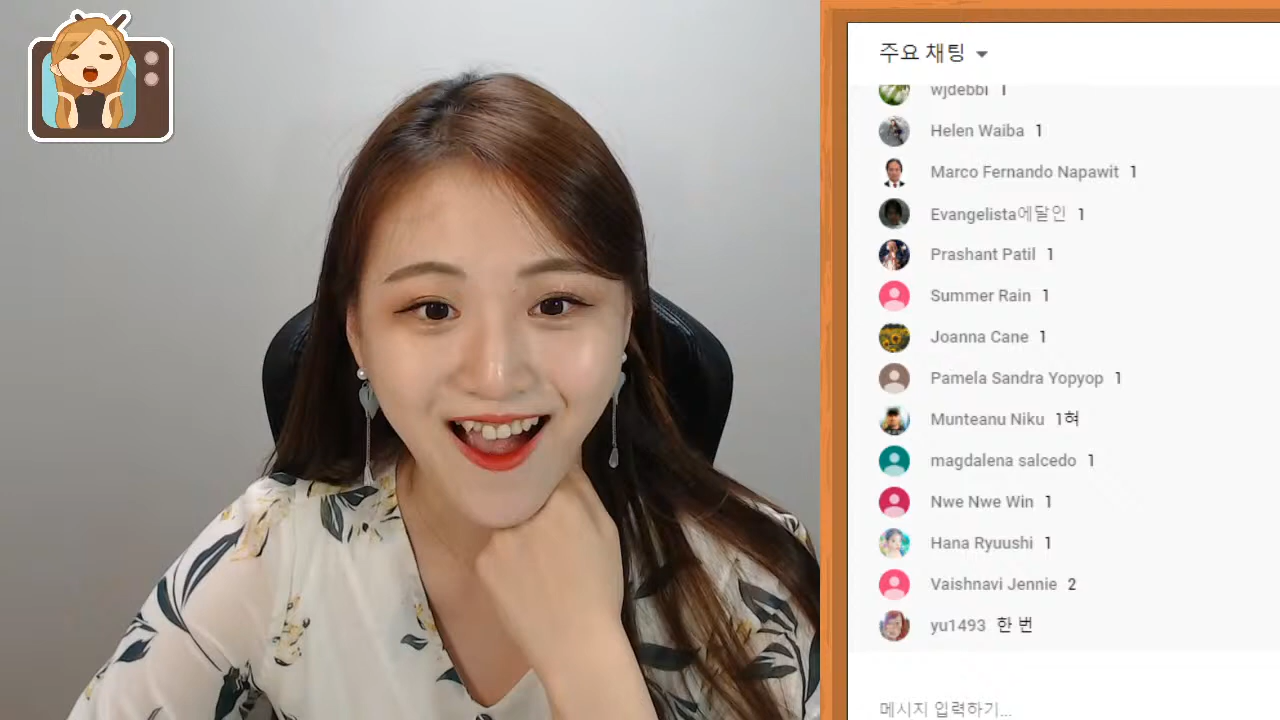 주요 채팅
wjdebbi 1
Helen Waiba 1
Marco Fernando Napawit 1
Evangelista에달인 1
Prashant Patil 1
Summer Rain 1
Joanna Cane 1
Pamela Sandra Yopyop 1
Munteanu Niku 1혀
magdalena salcedo 1
Nwe Nwe Win 1
Hana Ryuushi 1
Vaishnavi Jennie 2
yu1493 한 번
메시지 입력하기...